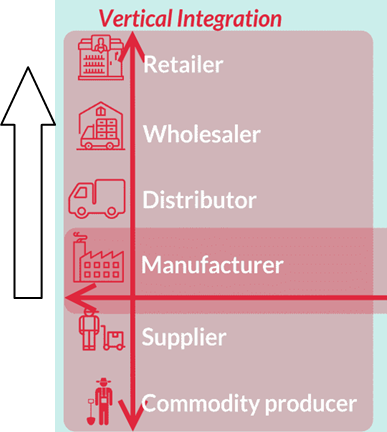 Vertical Integration
Retailer
Wholesaler
Distributor
Manufacturer
Supplier
Commodity producer